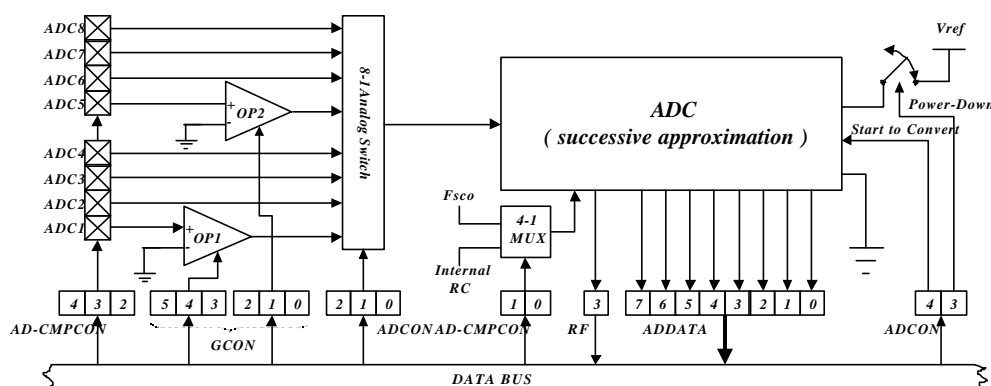 ADC8
ADC7
ADC6
ADC5
ADC4
ADC3
ADC2
ADC1
+
-
OP2
+
-
OP1
8-1 Analog Switch
ADC
( successive approximation )
Vref
Power-Down
Start to Convert
Fsco
4-1
MUX
Internal
RC
4 3 2
5 4 3
2 1 0
2 1 0
1 0
3
7 6 5 4 3 2 1 0
4 3
AD-CMPCON
GCON
ADCON
AD-CMPCON
RF
ADDATA
ADCON
DATA BUS